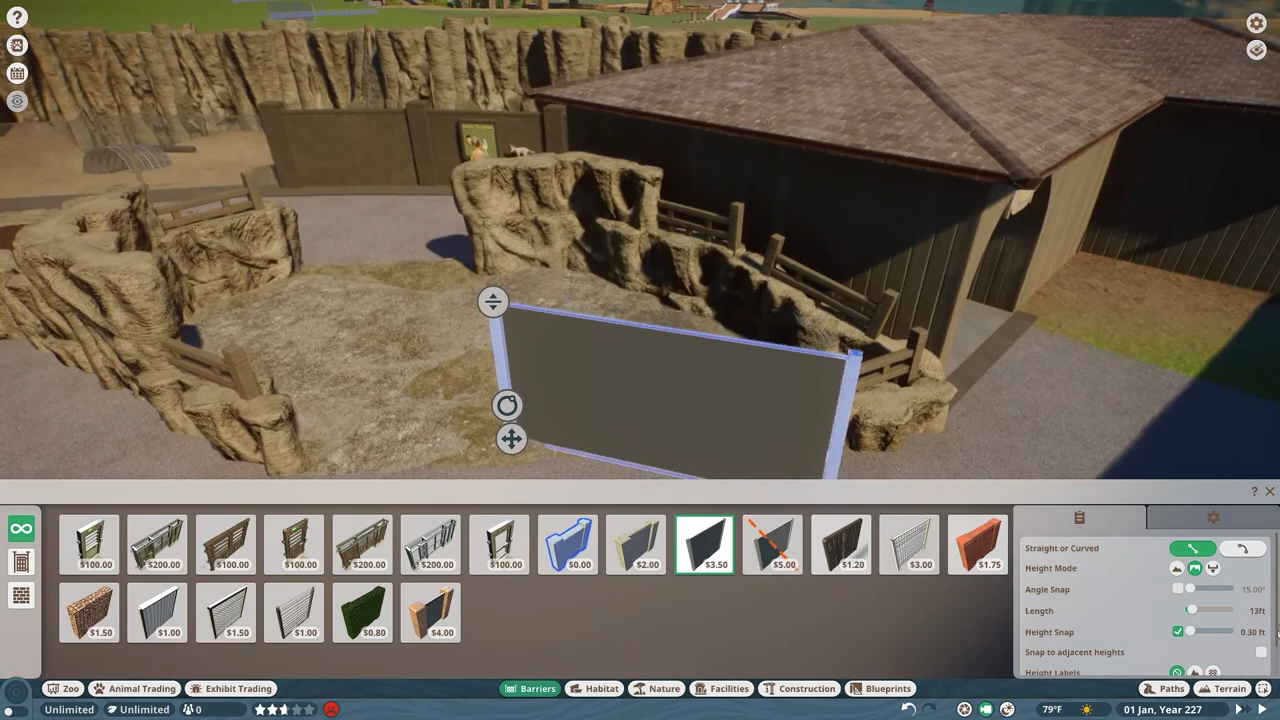 ?
? ×
$100.00 $200.00 $100.00 $100.00 $200.00 $200.00 $100.00 $0.00 $2.00 $3.50 $5.00 $1.20 $3.00 $1.75
$1.50 $1.00 $1.50 $1.00 $0.80 $4.00
Straight or Curved
Height Mode
Angle Snap 15.00°
Length 13ft
Height Snap 0.30 ft
Snap to adjacent heights
Height Labels
Zoo Animal Trading Exhibit Trading Barriers Habitat Nature Facilities Construction Blueprints Paths Terrain
Unlimited Unlimited 0 79°F 01 Jan, Year 227